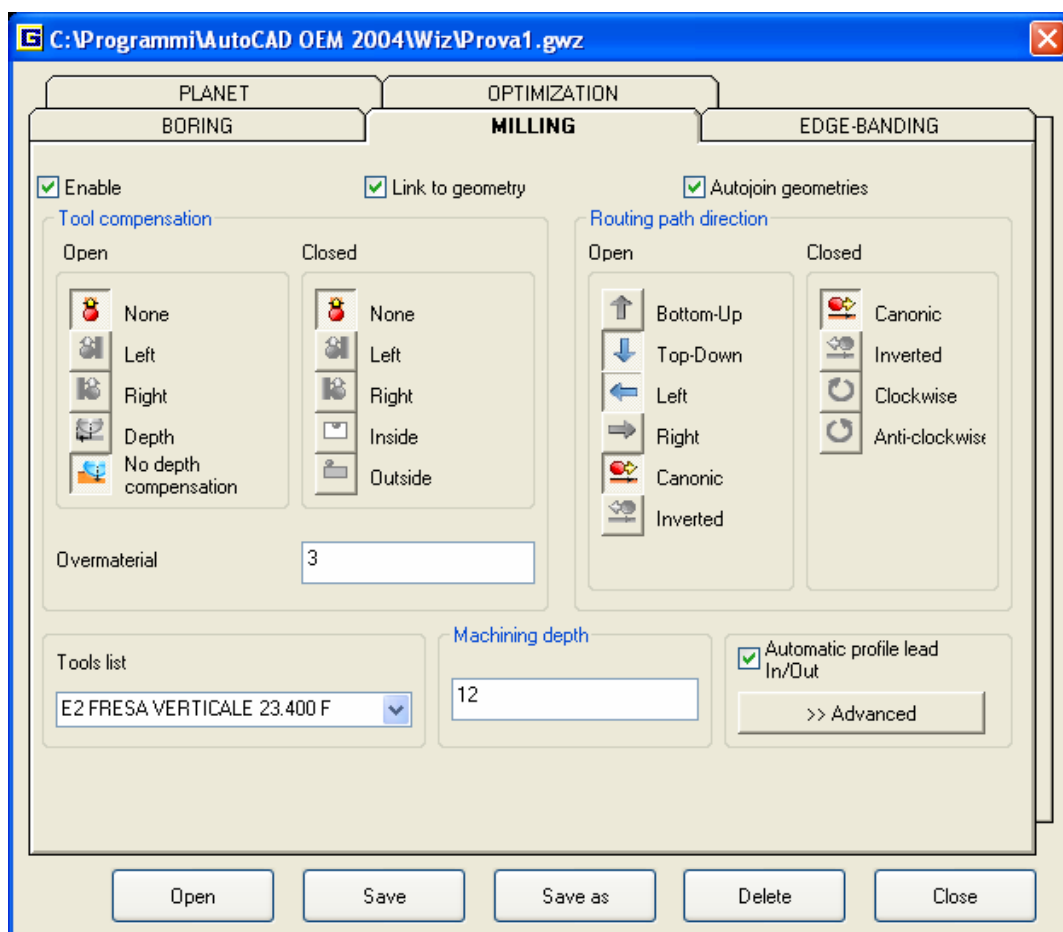 C:\Programmi\AutoCAD OEM 2004\Wiz\Prova1.gwz
PLANET
OPTIMIZATION
BORING
MILLING
EDGE-BANDING
Enable
Link to geometry
Autojoin geometries
Tool compensation
Open
Closed
None
Left
Right
Depth
No depth
compensation
None
Left
Right
Inside
Outside
Overmaterial
3
Routing path direction
Open
Closed
Bottom-Up
Top-Down
Left
Right
Canonic
Inverted
Canonic
Inverted
Clockwise
Anti-clockwise
Tools list
E2 FRESA VERTICALE 23.400 F
Machining depth
12
Automatic profile lead
In/Out
>> Advanced
Open
Save
Save as
Delete
Close